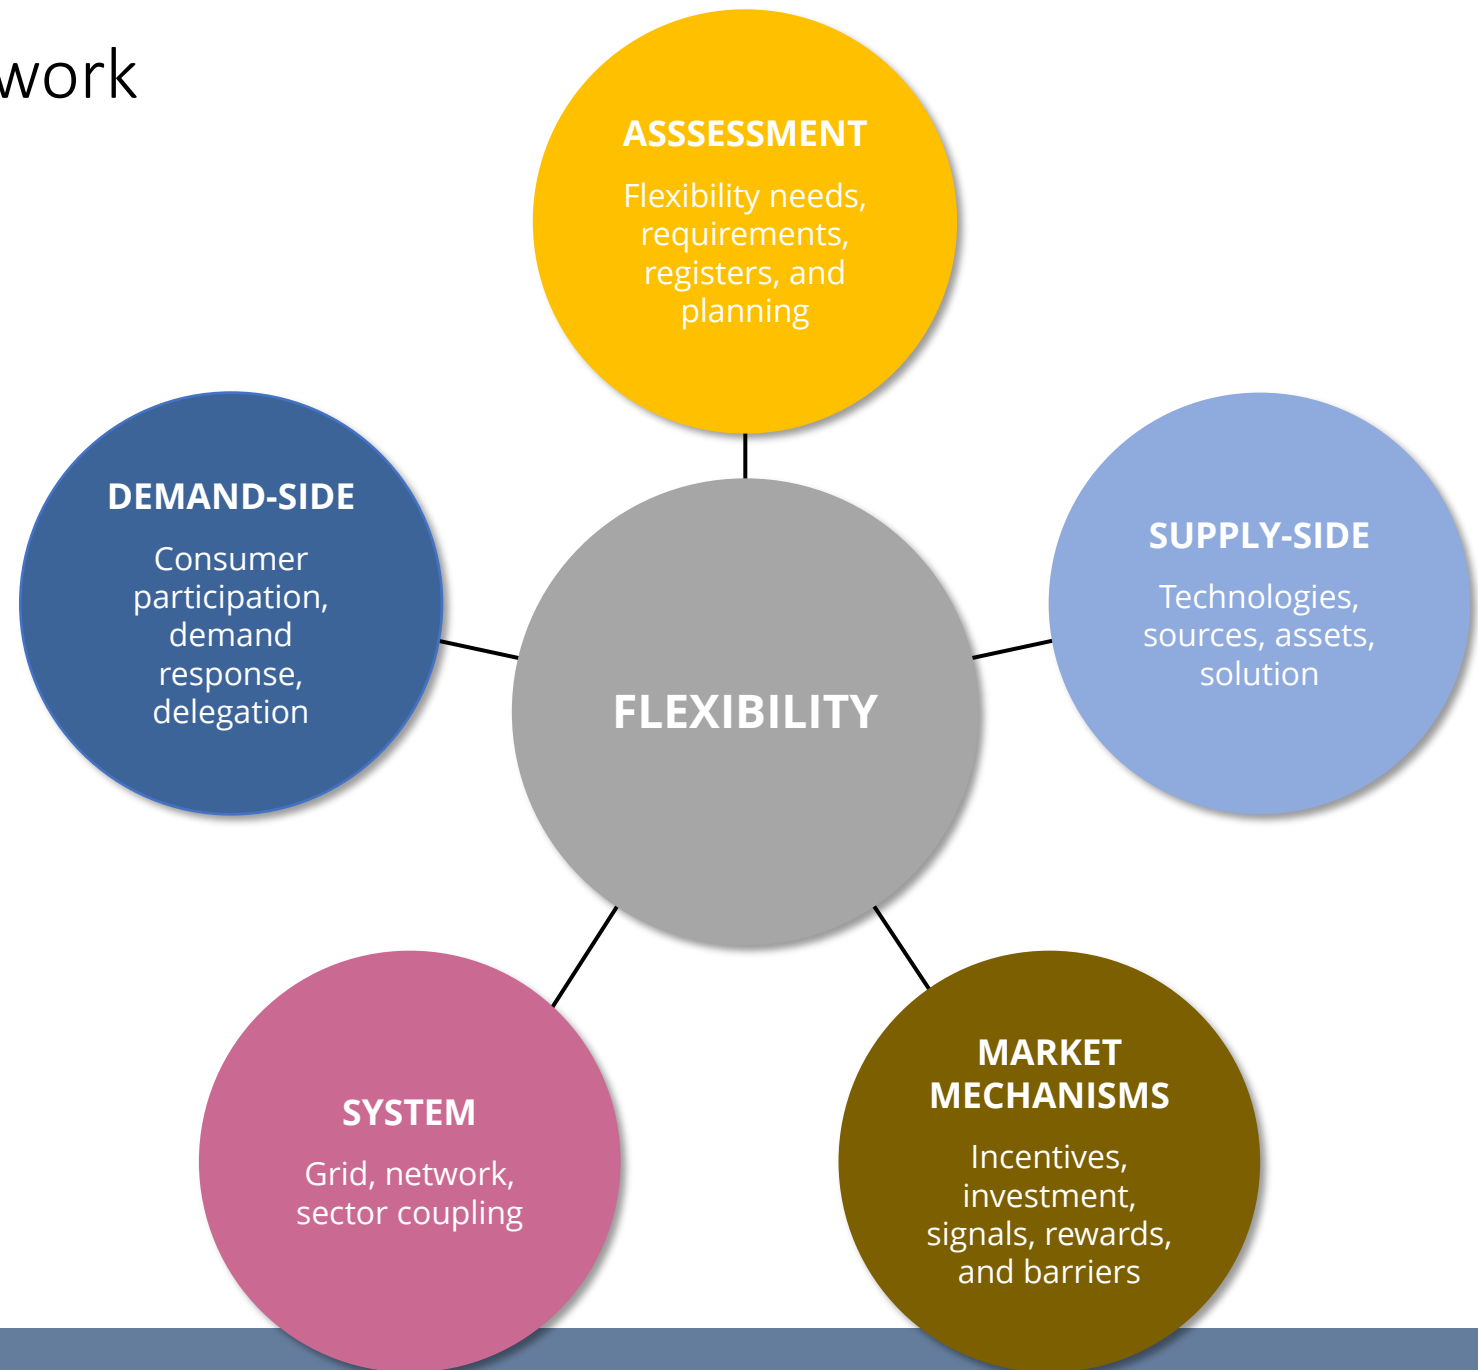 work
ASSSESSMENT
Flexibility needs,
requirements,
registers, and
planning
DEMAND-SIDE
Consumer
participation,
demand
response,
delegation
SUPPLY-SIDE
Technologies,
sources, assets,
solution
FLEXIBILITY
SYSTEM
Grid, network,
sector coupling
MARKET
MECHANISMS
Incentives,
investment,
signals, rewards,
and barriers